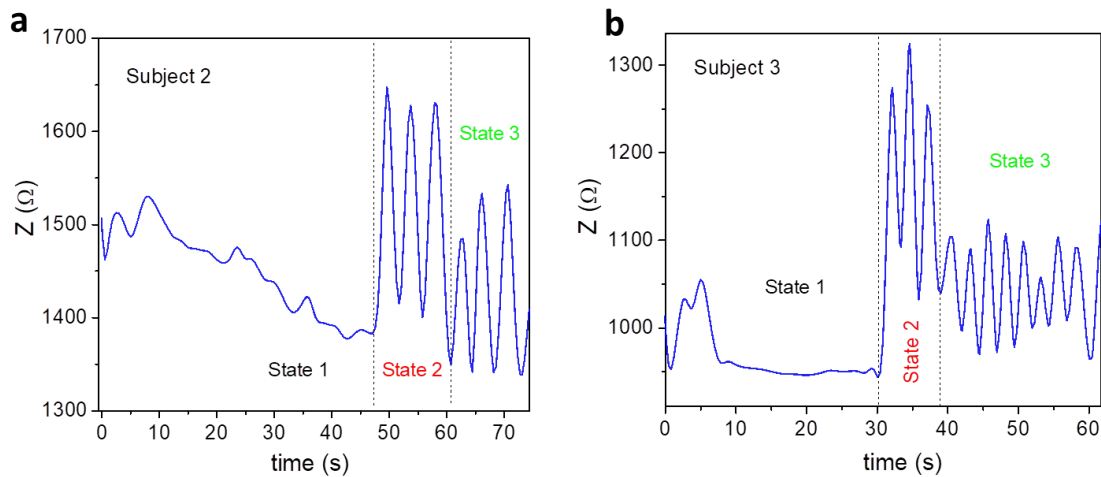 a
1700
1600
1500
1400
1300
Z (Ω)
Subject 2
State 1
State 2
State 3
0 10 20 30 40 50 60 70
time (s)
b
1300
1200
1100
1000
Z (Ω)
Subject 3
State 1
State 2
State 3
0 10 20 30 40 50 60
time (s)